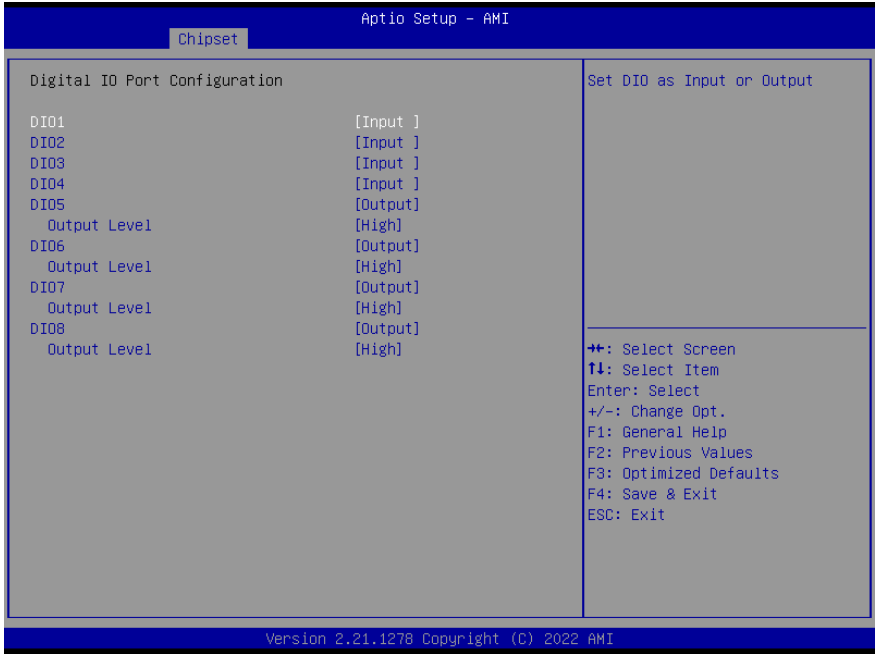 Aptio Setup – AMI
Chipset
Digital IO Port Configuration
DIO1 [Input ]
DIO2 [Input ]
DIO3 [Input ]
DIO4 [Input ]
DIO5 [Output]
Output Level [High]
DIO6 [Output]
Output Level [High]
DIO7 [Output]
Output Level [High]
DIO8 [Output]
Output Level [High]
Set DIO as Input or Output
→←: Select Screen
↑↓: Select Item
Enter: Select
+/-: Change Opt.
F1: General Help
F2: Previous Values
F3: Optimized Defaults
F4: Save & Exit
ESC: Exit
Version 2.21.1278 Copyright (C) 2022 AMI